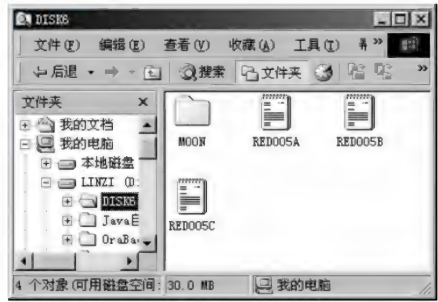 DISK6
文件(F) 编辑(E) 查看(V) 收藏(A) 工具(T) »
后退 搜索 文件夹 »
文件夹 ×
我的文档
我的电脑
本地磁盘
LINZI (D:
DISK6
Java
OraBa
MOON RED005A RED005B
RED005C
4 个对象(可用磁盘空间: 30.0 MB 我的电脑